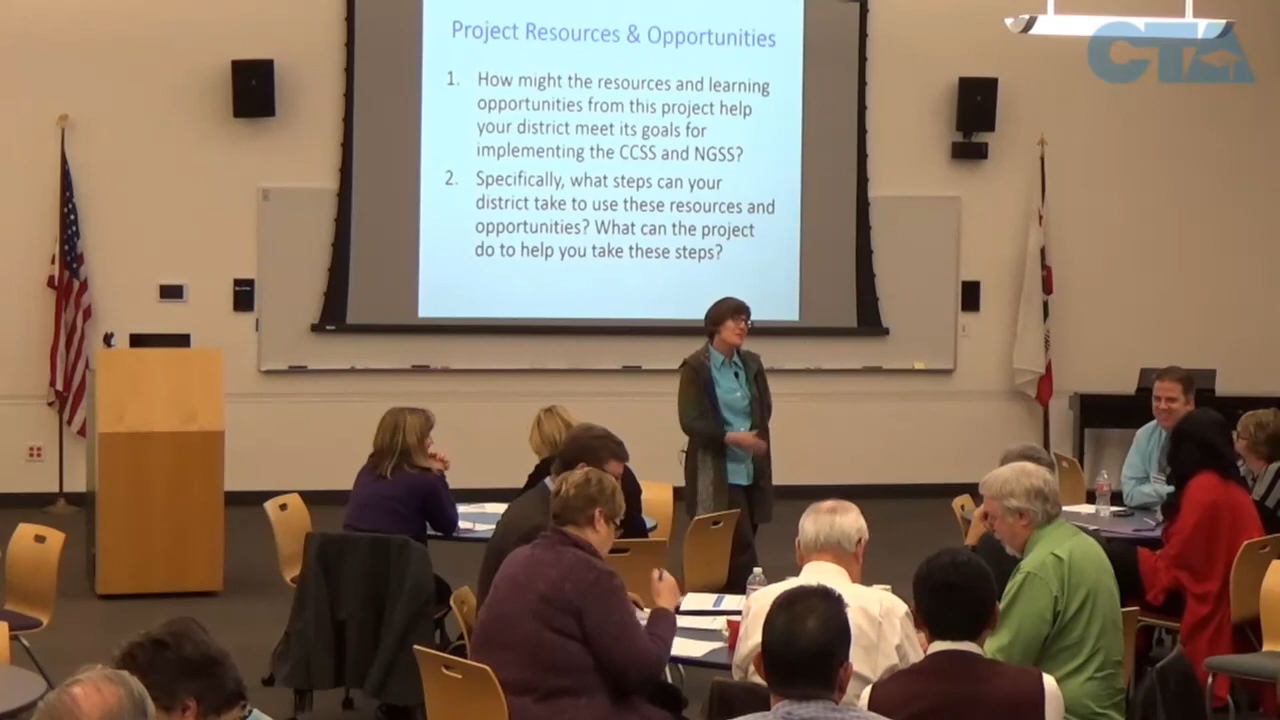 CTA
Project Resources & Opportunities
1. How might the resources and learning
opportunities from this project help
your district meet its goals for
implementing the CCSS and NGSS?
2. Specifically, what steps can your
district take to use these resources and
opportunities? What can the project
do to help you take these steps?